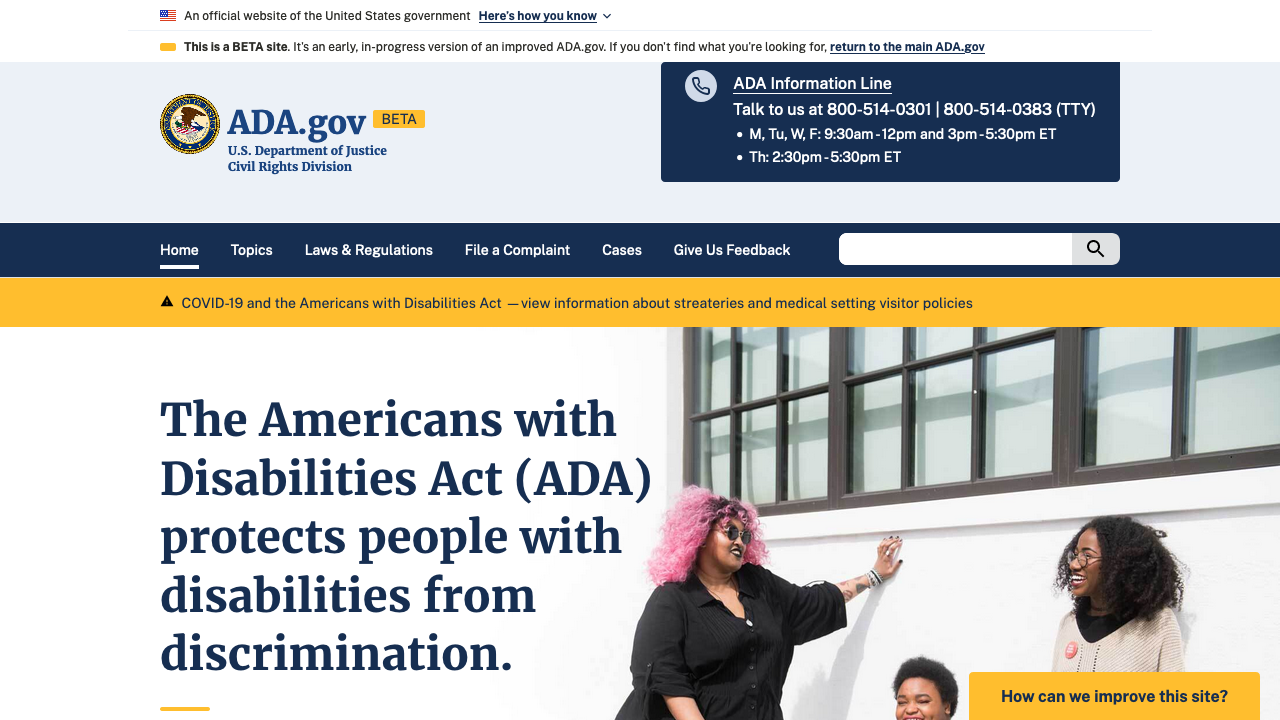 An official website of the United States government Here's how you know
This is a BETA site. It's an early, in-progress version of an improved ADA.gov. If you don't find what you're looking for, return to the main ADA.gov
ADA.gov BETA
U.S. Department of Justice
Civil Rights Division
ADA Information Line
Talk to us at 800-514-0301 | 800-514-0383 (TTY)
• M, Tu, W, F: 9:30am - 12pm and 3pm - 5:30pm ET
• Th: 2:30pm - 5:30pm ET
Home Topics Laws & Regulations File a Complaint Cases Give Us Feedback
COVID-19 and the Americans with Disabilities Act — view information about streateries and medical setting visitor policies
The Americans with
Disabilities Act (ADA)
protects people with
disabilities from
discrimination.
How can we improve this site?